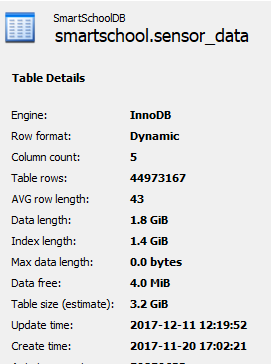 SmartSchoolDB
smartschool.sensor_data
Table Details
Engine: InnoDB
Row format: Dynamic
Column count: 5
Table rows: 44973167
AVG row length: 43
Data length: 1.8 GiB
Index length: 1.4 GiB
Max data length: 0.0 bytes
Data free: 4.0 MiB
Table size (estimate): 3.2 GiB
Update time: 2017-12-11 12:19:52
Create time: 2017-11-20 17:02:21